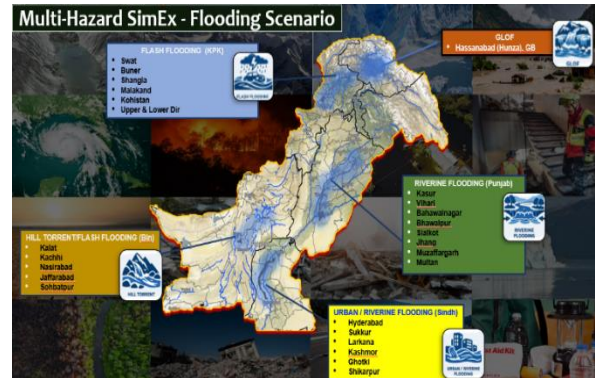 Multi-Hazard SimEx - Flooding Scenario
FLASH FLOODING (KPK)
Swat
Buner
Shangla
Malakand
Kohistan
Upper & Lower Dir
FLASH FLOODING
GLOF
Hassanabad (Hunza), GB
GLOF
RIVERINE FLOODING (Punjab)
Kasur
Vihari
Bahawalnagar
Bhawalpur
Sialkot
Jhang
Muzaffargarh
Multan
RIVERINE FLOODING
HILL TORRENT/FLASH FLOODING (Bln)
Kalat
Kachhi
Nasirabad
Jaffarabad
Sohbatpur
HILL TORRENT
URBAN / RIVERINE FLOODING (Sindh)
Hyderabad
Sukkur
Larkana
Kashmor
Ghotki
Shikarpur
URBAN / RIVERINE FLOODING